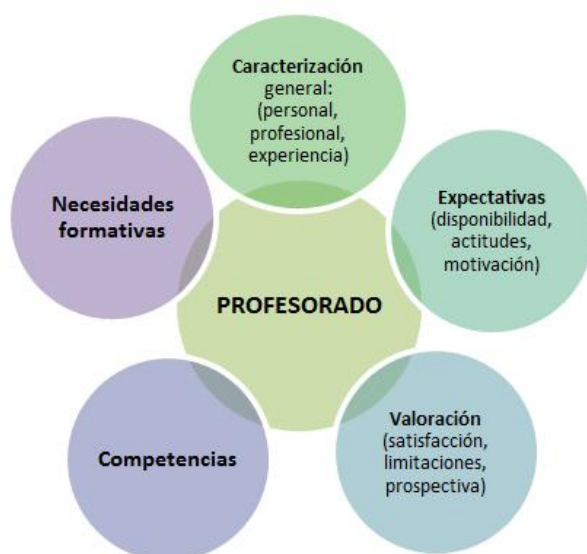 Caracterización
general:
(personal,
profesional,
experiencia)
Necesidades
formativas
Expectativas
(disponibilidad,
actitudes,
motivación)
PROFESORADO
Competencias
Valoración
(satisfacción,
limitaciones,
prospectiva)